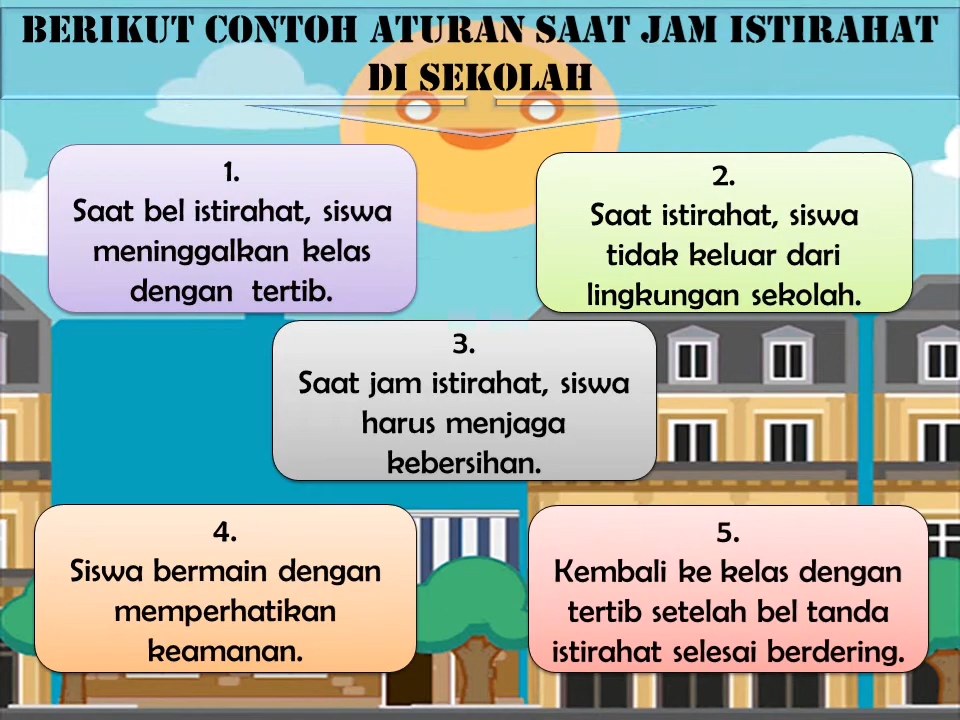 BERIKUT CONTOH ATURAN SAAT JAM ISTIRAHAT
DI SEKOLAH
1.
Saat bel istirahat, siswa
meninggalkan kelas
dengan tertib.
2.
Saat istirahat, siswa
tidak keluar dari
lingkungan sekolah.
3.
Saat jam istirahat, siswa
harus menjaga
kebersihan.
4.
Siswa bermain dengan
memperhatikan
keamanan.
5.
Kembali ke kelas dengan
tertib setelah bel tanda
istirahat selesai berdering.